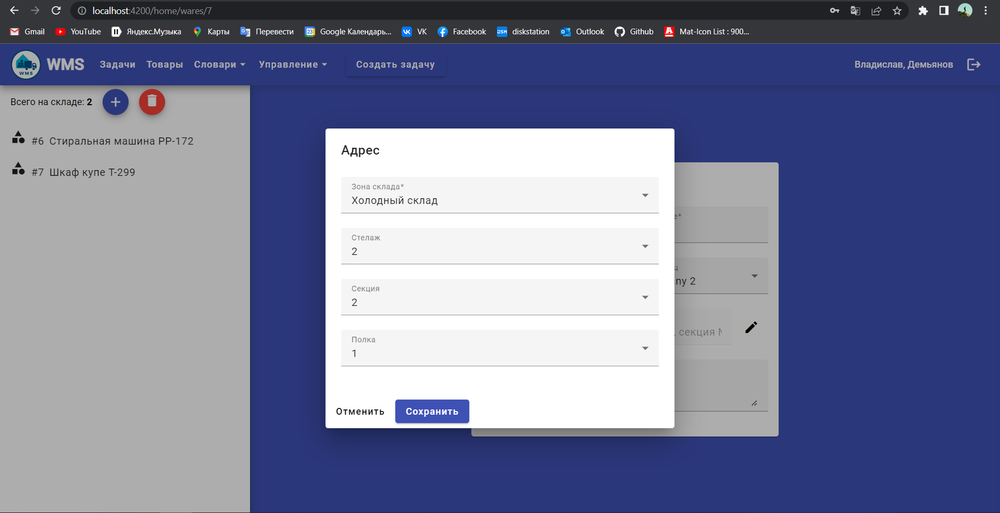 localhost:4200/home/wares/7
Gmail YouTube Яндекс.Музыка Карты Перевести Google Календарь... VK Facebook diskstation Outlook Github Mat-Icon List : 900...
WMS WMS Задачи Товары Словари Управление Создать задачу Владислав, Демьянов
Всего на складе: 2
#6 Стиральная машина РР-172
#7 Шкаф купе Т-299
Адрес
Зона склада*
Холодный склад
Стелаж
2
Секция
2
Полка
1
Отменить Сохранить
е*
ц
ny 2
, секция